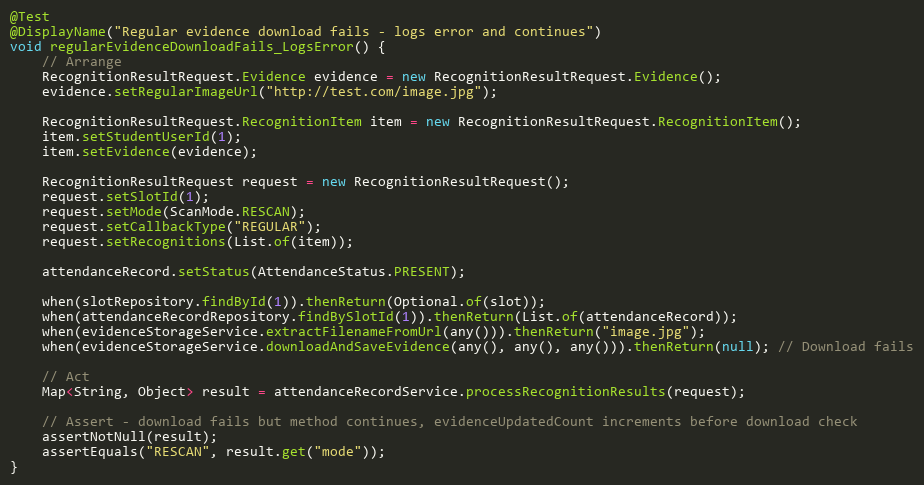 @Test
@DisplayName("Regular evidence download fails - logs error and continues")
void regularEvidenceDownloadFails_LogsError() {
    // Arrange
    RecognitionResultRequest.Evidence evidence = new RecognitionResultRequest.Evidence();
    evidence.setRegularImageUrl("http://test.com/image.jpg");

    RecognitionResultRequest.RecognitionItem item = new RecognitionResultRequest.RecognitionItem();
    item.setStudentUserId(1);
    item.setEvidence(evidence);

    RecognitionResultRequest request = new RecognitionResultRequest();
    request.setSlotId(1);
    request.setMode(ScanMode.RESCAN);
    request.setCallbackType("REGULAR");
    request.setRecognitions(List.of(item));

    attendanceRecord.setStatus(AttendanceStatus.PRESENT);

    when(slotRepository.findById(1)).thenReturn(Optional.of(slot));
    when(attendanceRecordRepository.findBySlotId(1)).thenReturn(List.of(attendanceRecord));
    when(evidenceStorageService.extractFilenameFromUrl(any())).thenReturn("image.jpg");
    when(evidenceStorageService.downloadAndSaveEvidence(any(), any(), any())).thenReturn(null); // Download fails

    // Act
    Map<String, Object> result = attendanceRecordService.processRecognitionResults(request);

    // Assert - download fails but method continues, evidenceUpdatedCount increments before download check
    assertNotNull(result);
    assertEquals("RESCAN", result.get("mode"));
}